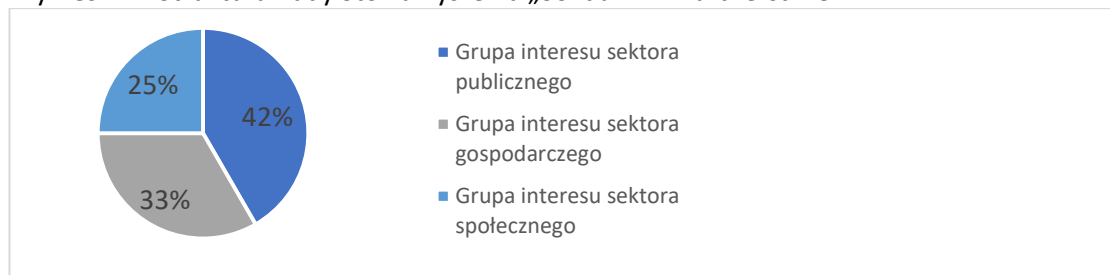 25%
42%
33%
Grupa interesu sektora
publicznego
Grupa interesu sektora
gospodarczego
Grupa interesu sektora
społecznego